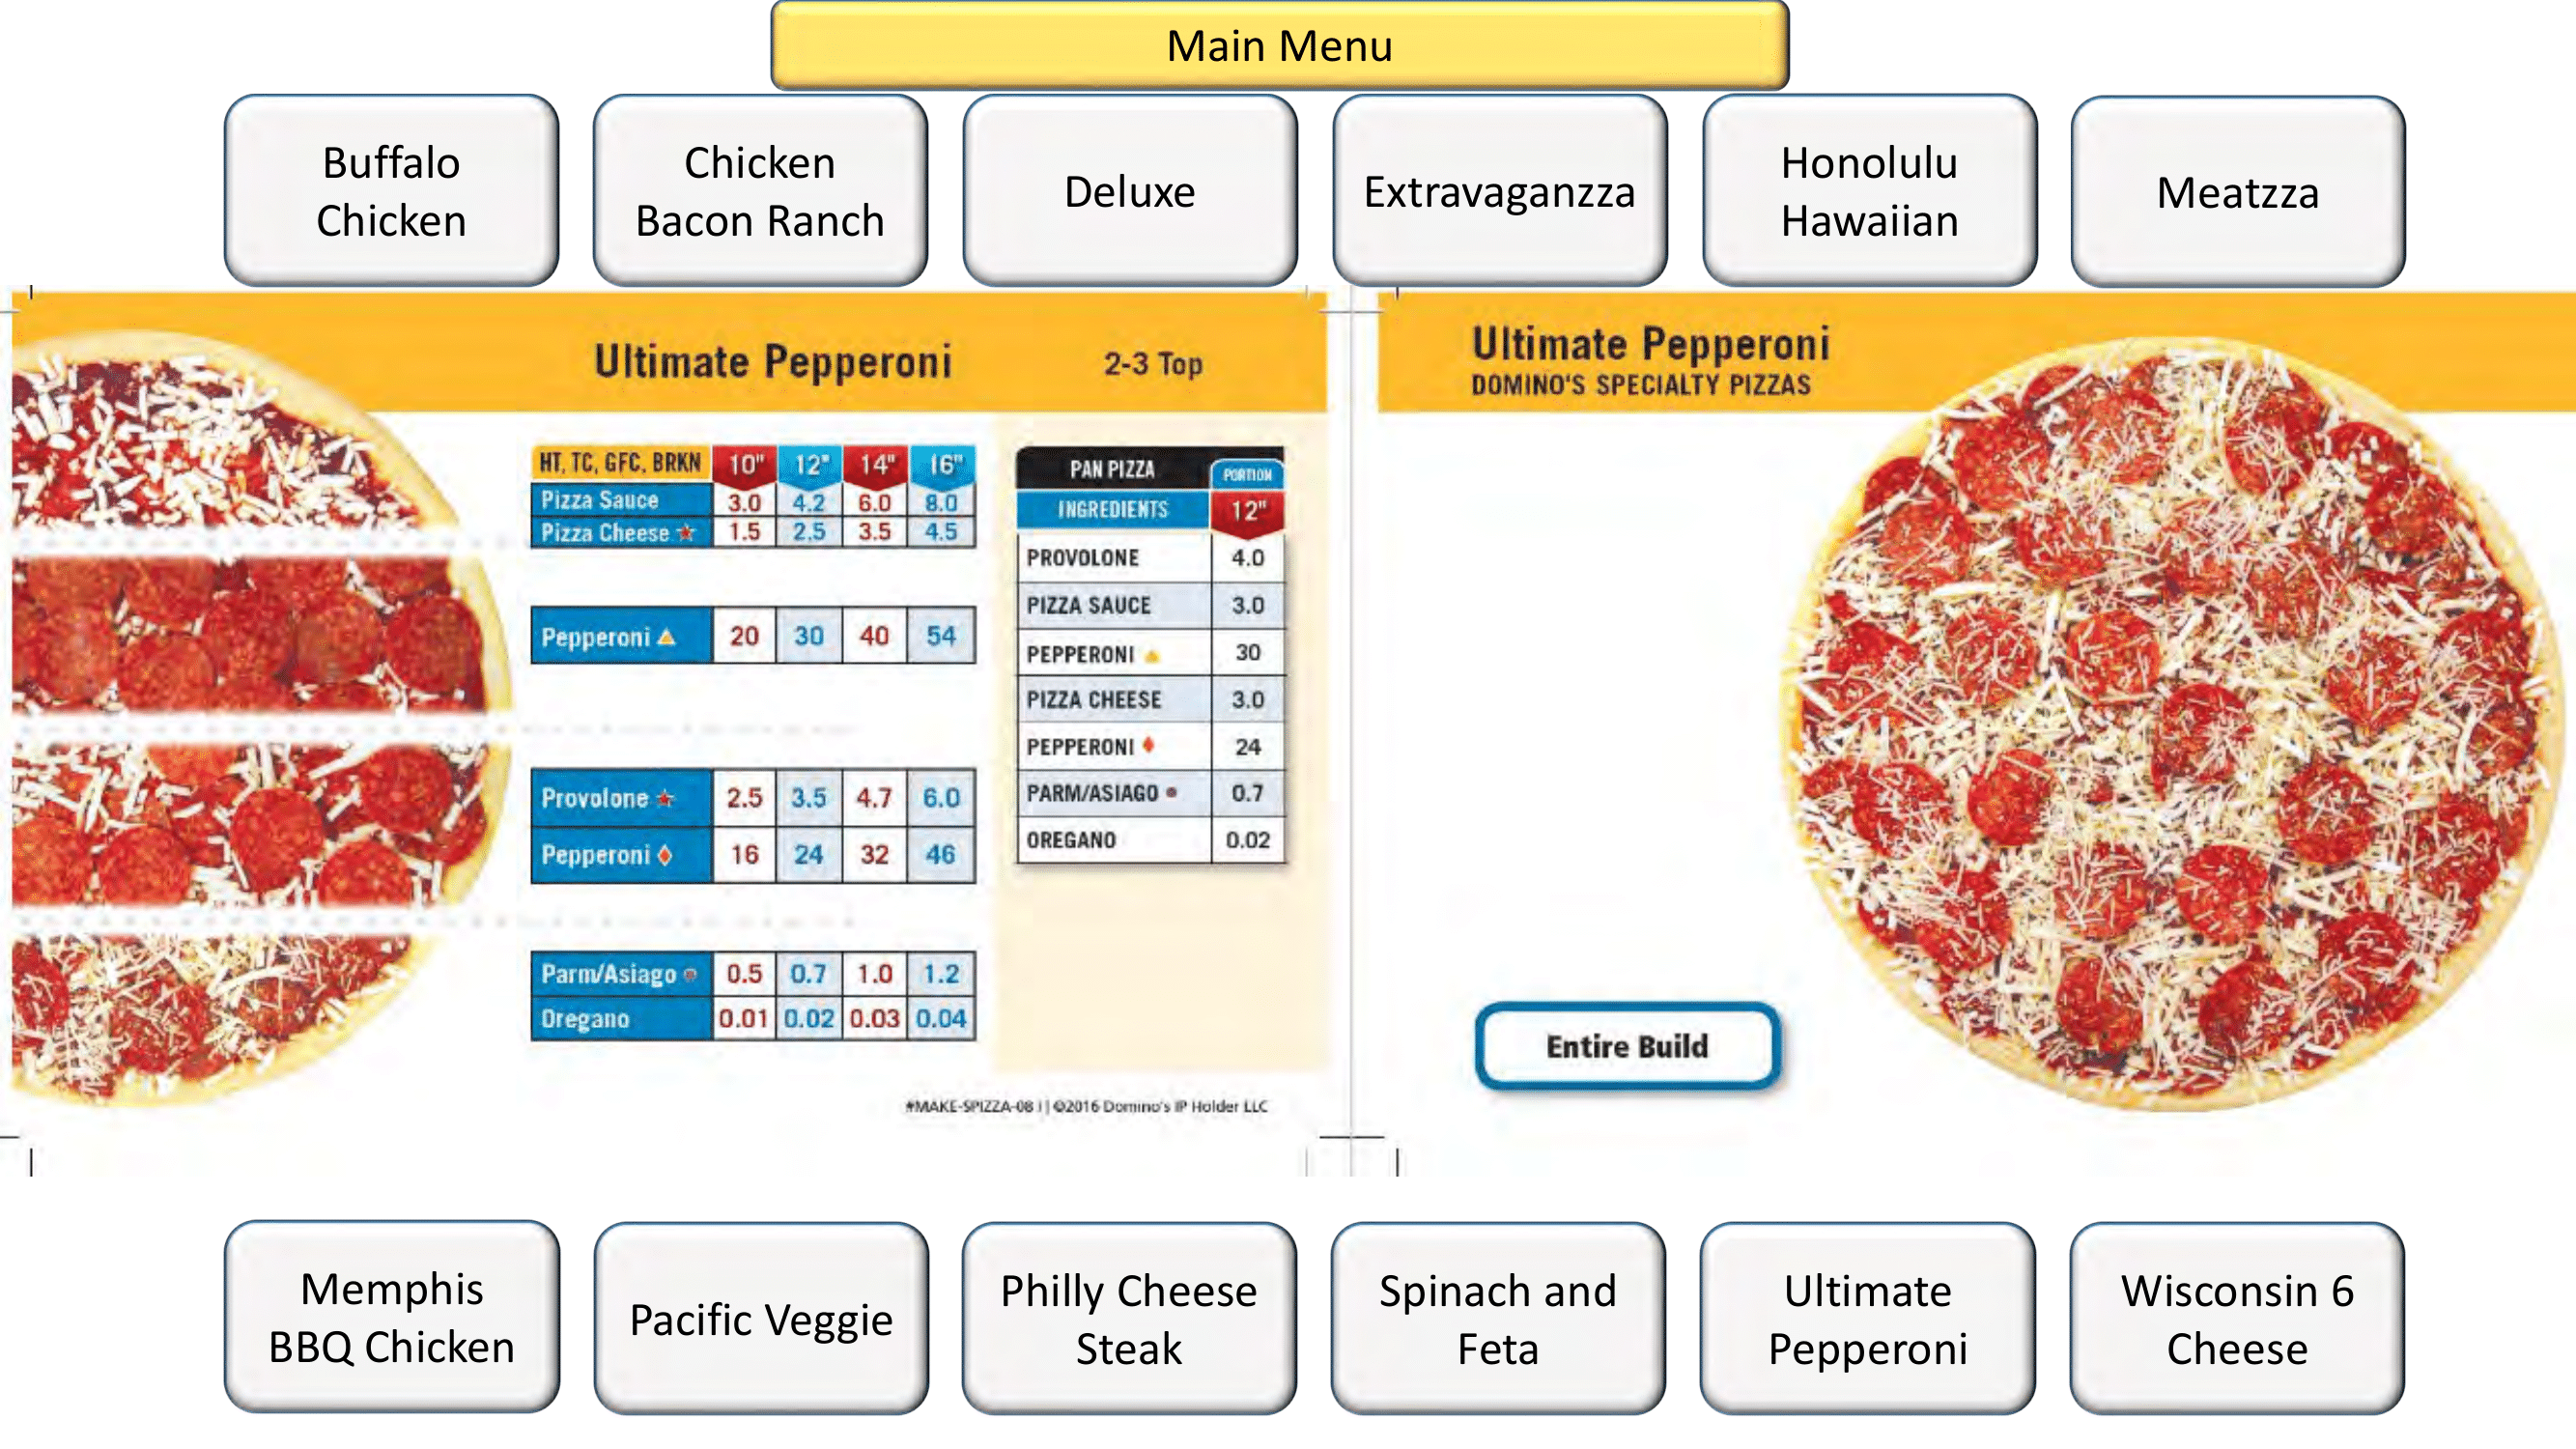 Main Menu
Buffalo
Chicken
Chicken
Bacon Ranch
Deluxe
Extravaganzza
Honolulu
Hawaiian
Meatzza
Ultimate Pepperoni 2-3 Top
HT, TC, GFC, BRKN 10" 12" 14" 16"
Pizza Sauce 3.0 4.2 6.0 8.0
Pizza Cheese 1.5 2.5 3.5 4.5
Pepperoni 20 30 40 54
Provolone 2.5 3.5 4.7 6.0
Pepperoni 16 24 32 46
Parm/Asiago 0.5 0.7 1.0 1.2
Oregano 0.01 0.02 0.03 0.04
PAN PIZZA PORTION
INGREDIENTS 12"
PROVOLONE 4.0
PIZZA SAUCE 3.0
PEPPERONI 30
PIZZA CHEESE 3.0
PEPPERONI 24
PARM/ASIAGO 0.7
OREGANO 0.02
#MAKE-SPIZZA-08 | | ©2016 Domino's IP Holder LLC
Ultimate Pepperoni
DOMINO'S SPECIALTY PIZZAS
Entire Build
Memphis
BBQ Chicken
Pacific Veggie
Philly Cheese
Steak
Spinach and
Feta
Ultimate
Pepperoni
Wisconsin 6
Cheese